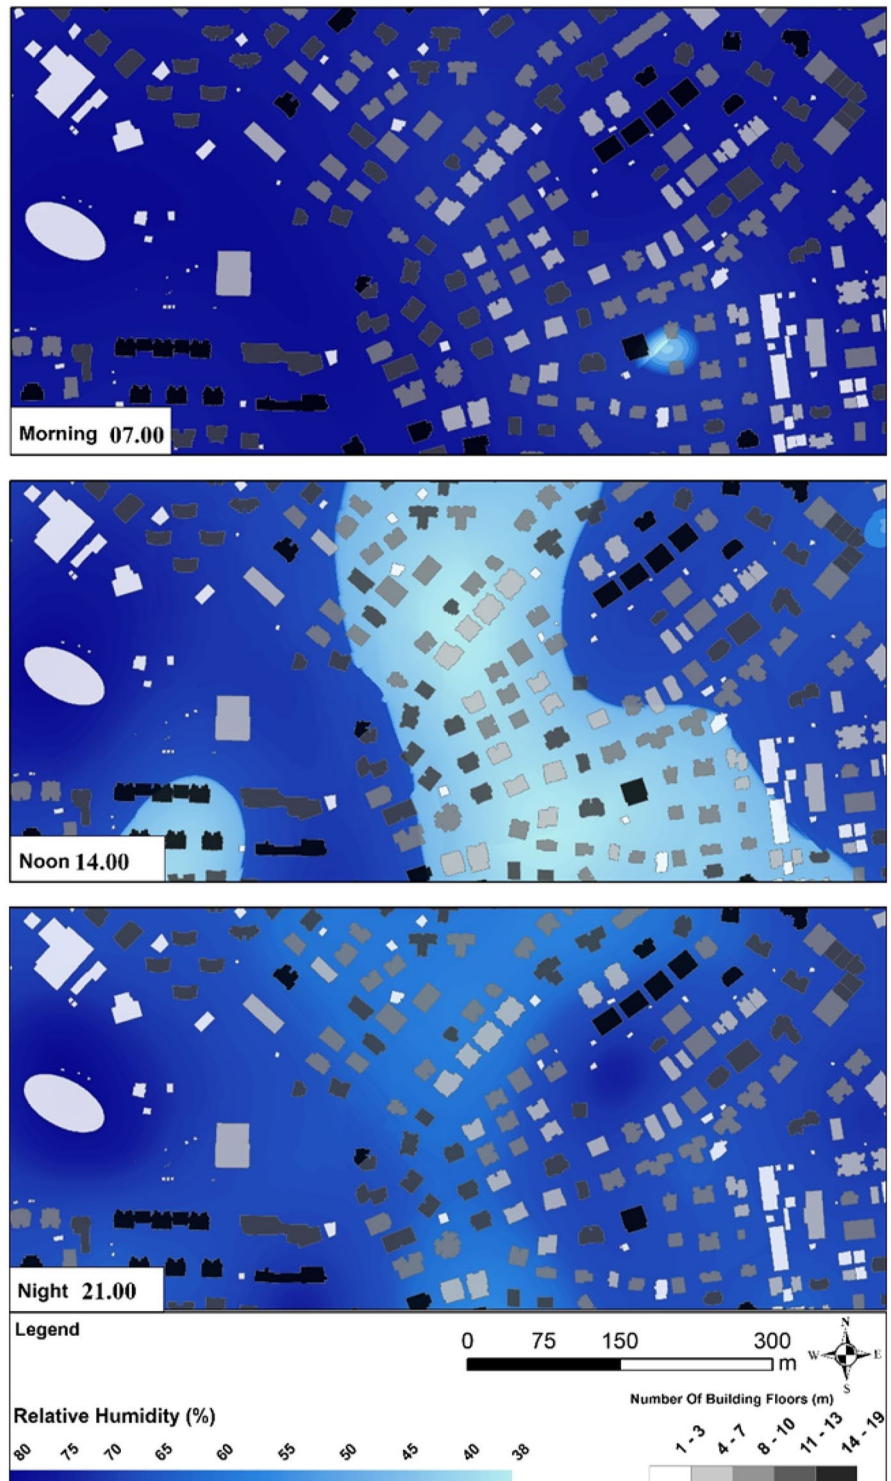 Morning 07.00
Noon 14.00
Night 21.00
Legend
0 75 150 300 m
N
W E
S
Number Of Building Floors (m)
1 - 3 4 - 7 8 - 10 11 - 13 14 - 19
Relative Humidity (%)
80 75 70 65 60 55 50 45 40 38